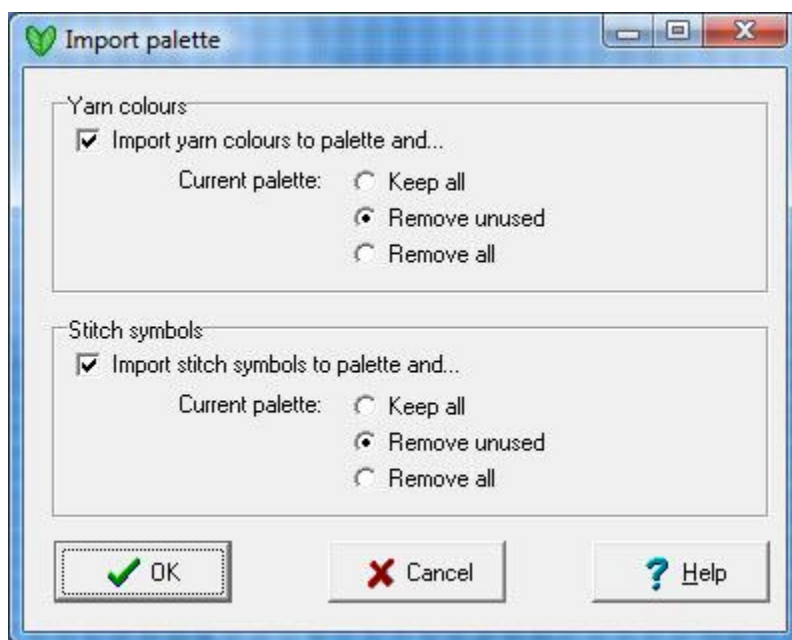 Import palette
Yarn colours
Import yarn colours to palette and...
Current palette: Keep all
Remove unused
Remove all
Stitch symbols
Import stitch symbols to palette and...
Current palette: Keep all
Remove unused
Remove all
OK Cancel Help